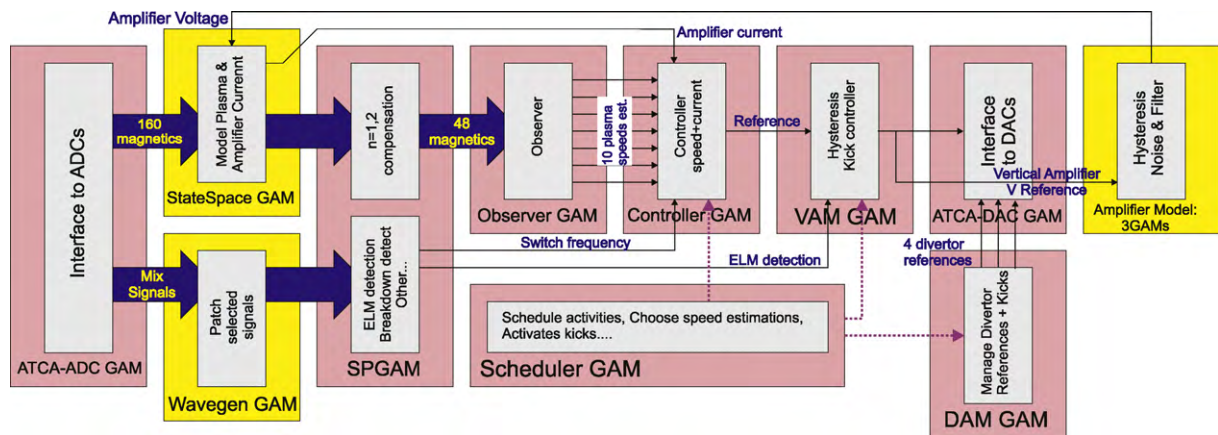 Amplifier Voltage
Amplifier current
Interface to ADCs
ATCA-ADC GAM
160
magnetics
Mix
Signals
Model Plasma &
Amplifier Currennt
StateSpace GAM
Patch
selected
signals
Wavegen GAM
n=1,2
compensation
ELM detection
Breakdown detect
Other...
SPGAM
48
magnetics
Observer
Observer GAM
10 plasma
speeds est.
Controller
speed+current
Controller GAM
Switch frequency
Reference
Hysteresis
Kick controller
VAM GAM
ELM detection
Interface
to DACs
Vertical Amplifier
V Reference
ATCA-DAC GAM
Hysteresis
Noise & Filter
Amplifier Model:
3GAMs
4 divertor
references
Schedule activities, Choose speed estimations,
Activates kicks....
Scheduler GAM
Manage Divertor
References + Kicks
DAM GAM